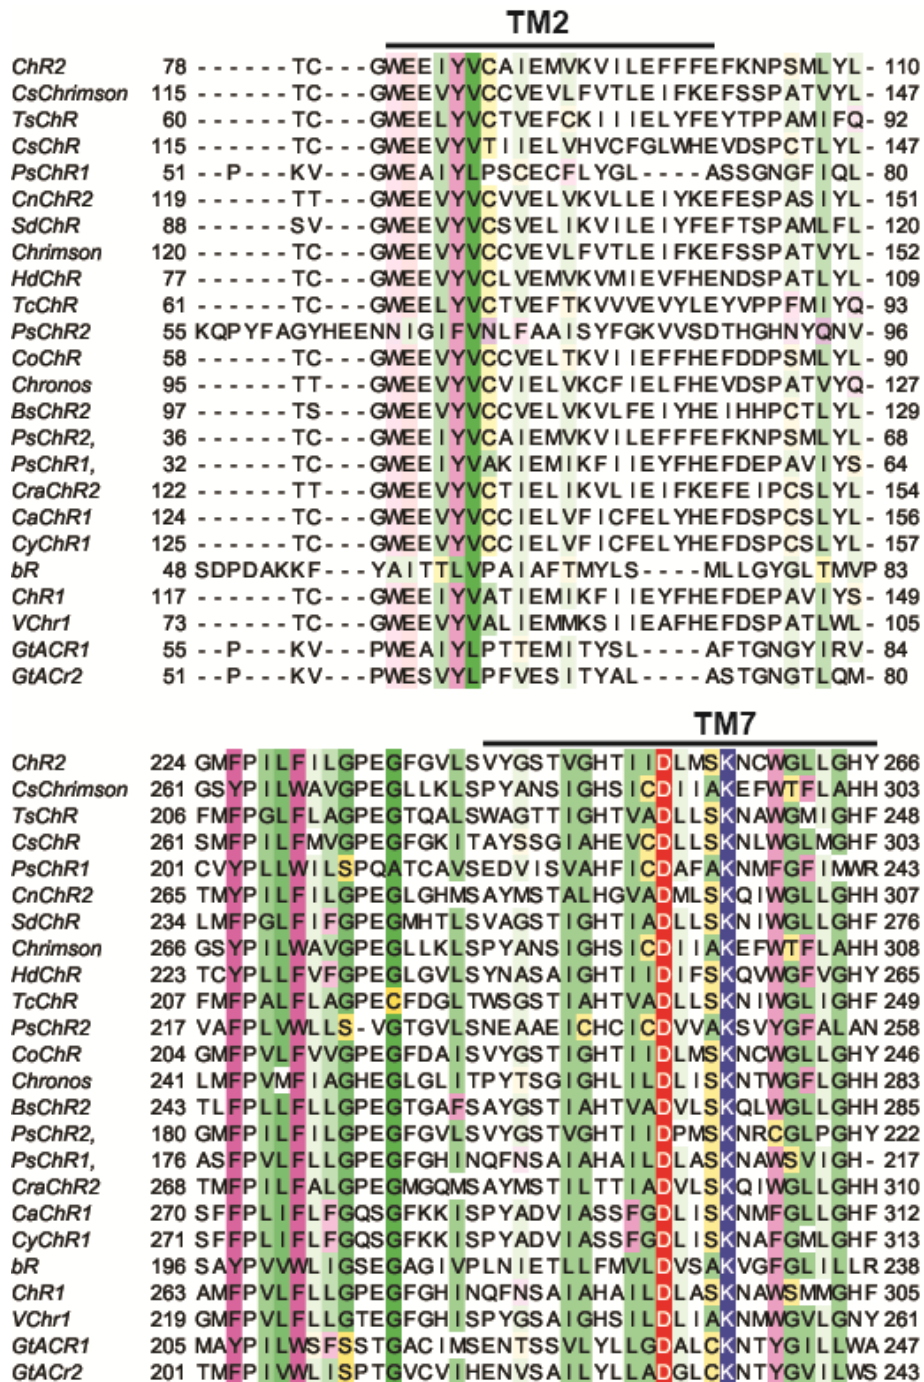 TM2
ChR2 78 ------TC---GWEEIYVCAIEMVKVILEFFFEFKNPSMLYL- 110
CsChrimson 115 ------TC---GWEEVYVCCVEVLFVTLEIFKEFSSPATVYL- 147
TsChR 60 ------TC---GWEELYVCTVEFCKIIIELYFEYTPPAMIFQ- 92
CsChR 115 ------TC---GWEEVYVTIIELVHVCFGLWHEVDSPCTLYL- 147
PsChR1 51 --P---KV---GWEAIYLPSCECFLYGL----ASSGNGFIQL- 80
CnChR2 119 ------TT---GWEEVYVCVVELVKVLLEIYKEFESPASIYL- 151
SdChR 88 ------SV---GWEEVYVCSVELIKVILEIYFEFTSPAMLFL- 120
Chrimson 120 ------TC---GWEEVYVCCVEVLFVTLEIFKEFSSPATVYL- 152
HdChR 77 ------TC---GWEEVYVCLVEMVKVMIEVFHENDSPATLYL- 109
TcChR 61 ------TC---GWEELYVCTVEFTKVVVEVYLEYVPPFMIYQ- 93
PsChR2 55 KQPYFAGYHEENNIGIFVNLFAAISYFGKVVSDTHGHNYQNV- 96
CoChR 58 ------TC---GWEEVYVCCVELTKVIIEFFHEFDDPSMLYL- 90
Chronos 95 ------TT---GWEEVYVCVIELVKCFIELFHEVDSPATVYQ- 127
BsChR2 97 ------TS---GWEEVYVCCVELVKVLFEIYHEIHHPCTLYL- 129
PsChR2, 36 ------TC---GWEEIYVCAIEMVKVILEFFFEFKNPSMLYL- 68
PsChR1, 32 ------TC---GWEEIYVAKIEMIKFIIEYFHEFDEPAVIYS- 64
CraChR2 122 ------TT---GWEEVYVCTIELIKVLIEIFKEFEIPCSLYL- 154
CaChR1 124 ------TC---GWEEVYVCCIELVFICFELYHEFDSPCSLYL- 156
CyChR1 125 ------TC---GWEEVYVCCIELVFICFELYHEFDSPCSLYL- 157
bR 48 SDPDAKKF---YAITTLVPAIAFTMYLS----MLLGYGLTMVP 83
ChR1 117 ------TC---GWEEIYVATIEMIKFIIEYFHEFDEPAVIYS- 149
VChr1 73 ------TC---GWEEVYVALIEMMKSIIEAFHEFDSPATLWL- 105
GtACR1 55 --P---KV---PWEAIYLPTTEMITYSL----AFTGNGYIRV- 84
GtACr2 51 --P---KV---PWESVYLPFVESITYAL----ASTGNGTLQM- 80
TM7
ChR2 224 GMFPILFILGPEGFGVLSVYGSTVGHTIIDLMSKNCWGLLGHY 266
CsChrimson 261 GSYPILWAVGPEGLLKLSPYANSIGHSICDIIAKEFWTFLAHH 303
TsChR 206 FMFPGLFLAGPEGTQALSWAGTTIGHTVADLLSKNAWGMIGHF 248
CsChR 261 SMFPILFMVGPEGFGKITAYSSGIAHEVCDLLSKNLWGLMGHF 303
PsChR1 201 CVYPLLWILSPQATCAVSEDVISVAHFICDAFAKNMFGFIMWR 243
CnChR2 265 TMYPILFIVGPEGLGHMSAYMSTALHGVADMLSKQIWGLLGHH 307
SdChR 234 LMFPGLFIFGPEGMHTLSVAGSTIGHTIADLLSKNIWGLLGHF 276
Chrimson 266 GSYPILWAVGPEGLLKLSPYANSIGHSICDIIAKEFWTFLAHH 308
HdChR 223 TCYPLLFVFGPEGLGVLSYNASAIGHTIIDIFSKQVWGFVGHY 265
TcChR 207 FMFPALFLAGPECFDGLTWSGSTIAHTVADLLSKNIWGLIGHF 249
PsChR2 217 VAFPLVWLLS-VGTGVLSNEAAEICHCICDVVAKSVYGFALAN 258
CoChR 204 GMFPVLFVVGPEGFDAISVYGSTIGHTIIDLMSKNCWGLLGHY 246
Chronos 241 LMFPVMFIAGHEGLGLITPYTSGIGHLILDLISKNTWGFLGHH 283
BsChR2 243 TLFPLLFLLGPEGTGAFSAYGSTIAHTVADVLSKQLWGLLGHH 285
PsChR2, 180 GMFPILFILGPEGFGVLSVYGSTVGHTIIDPMSKNRCGLPGHY 222
PsChR1, 176 ASFPVLFLLGPEGFGHINQFNSAIAHAILDLASKNAWSVIGH- 217
CraChR2 268 TMFPILFALGPEGMGQMSAYMSTILTTIADVLSKQIWGLLGHH 310
CaChR1 270 SFFPLIFLFGQSGFKKISPYADVIASSFGDLISKNMFGLLGHF 312
CyChR1 271 SFFPLIFLFGQSGFKKISPYADVIASSFGDLISKNAFGMLGHF 313
bR 196 SAYPVVWLIGSEGAGIVPLNIETLLFMVLDVSAKVGFGLILLR 238
ChR1 263 AMFPVLFLLGPEGFGHINQFNSAIAHAILDLASKNAWSMMGHF 305
VChr1 219 GMFPVLFLLGTEGFGHISPYGSAIGHSILDLIAKNMWGVLGNY 261
GtACR1 205 MAYPILWSFSSTGACIMSENTSSVLYLLGDALCKNTYGILLWA 247
GtACr2 201 TMFPIVWLISPTGVCVIHENVSAILYLLADGLCKNTYGVILWS 243